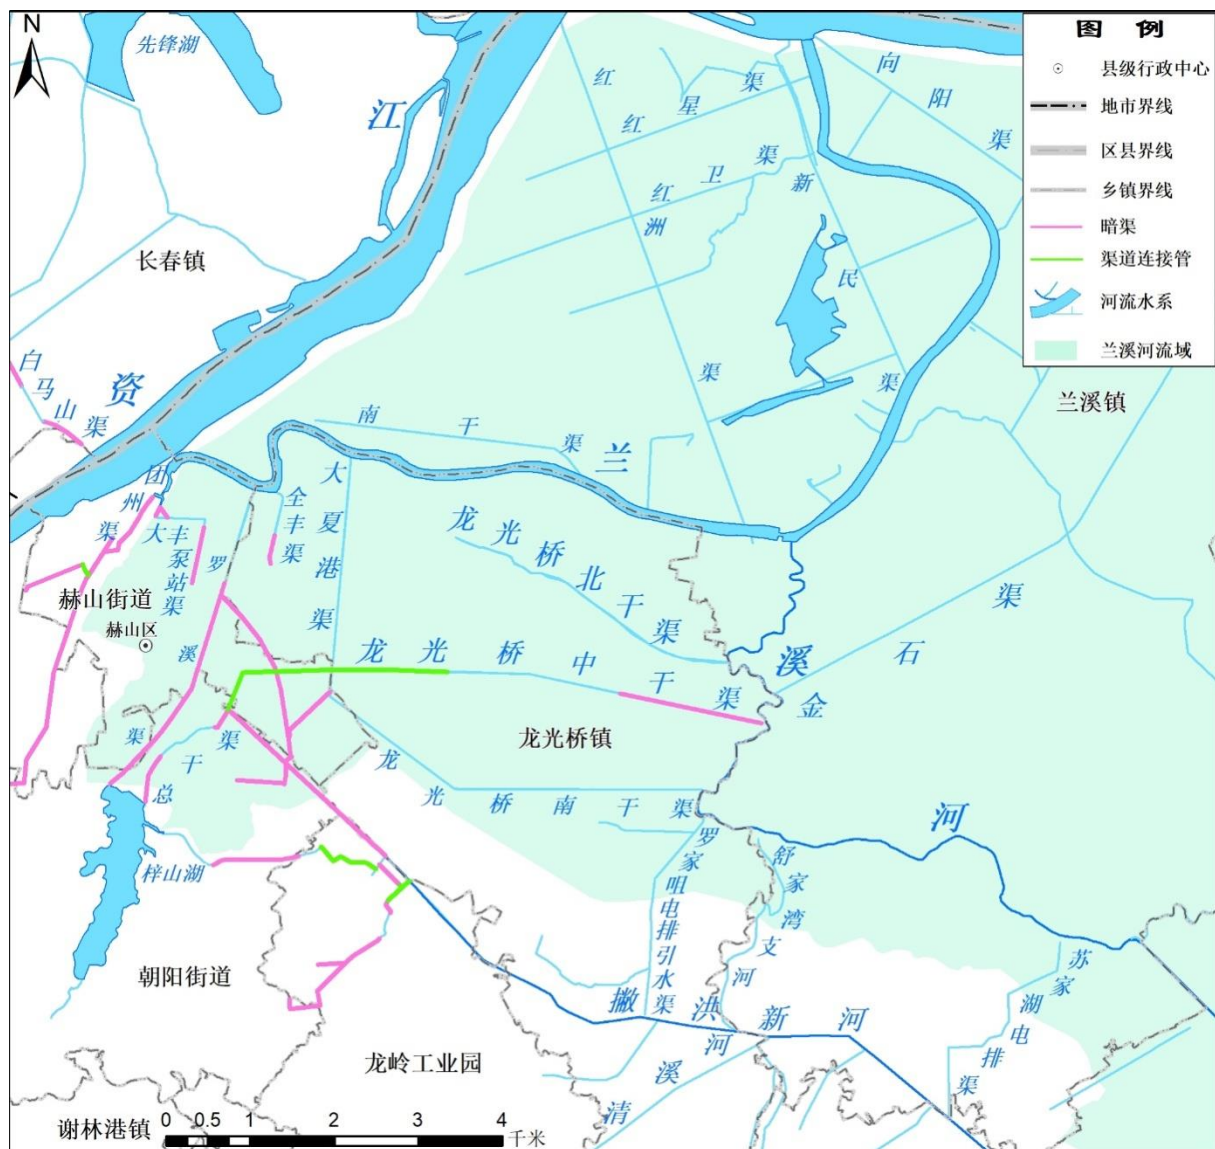 N
先锋湖
江
资
长春镇
白马山渠
图 例
县级行政中心
地市界线
区县界线
乡镇界线
暗渠
渠道连接管
河流水系
兰溪河流域
红星渠
红卫渠
红洲渠
新民渠
向阳渠
兰溪镇
南干渠
兰
溪
河
团洲渠
大丰泵站渠
全丰渠
大夏港渠
罗溪渠
龙光桥北干渠
龙光桥中干渠
龙光桥南干渠
龙光桥镇
金石渠
赫山街道
赫山区
总干渠
梓山湖
朝阳街道
龙岭工业园
谢林港镇
罗家咀电排引水渠
舒家湾支河
苏家湖电排渠
撇洪新河
清溪河
0 0.5 1 2 3 4
千米